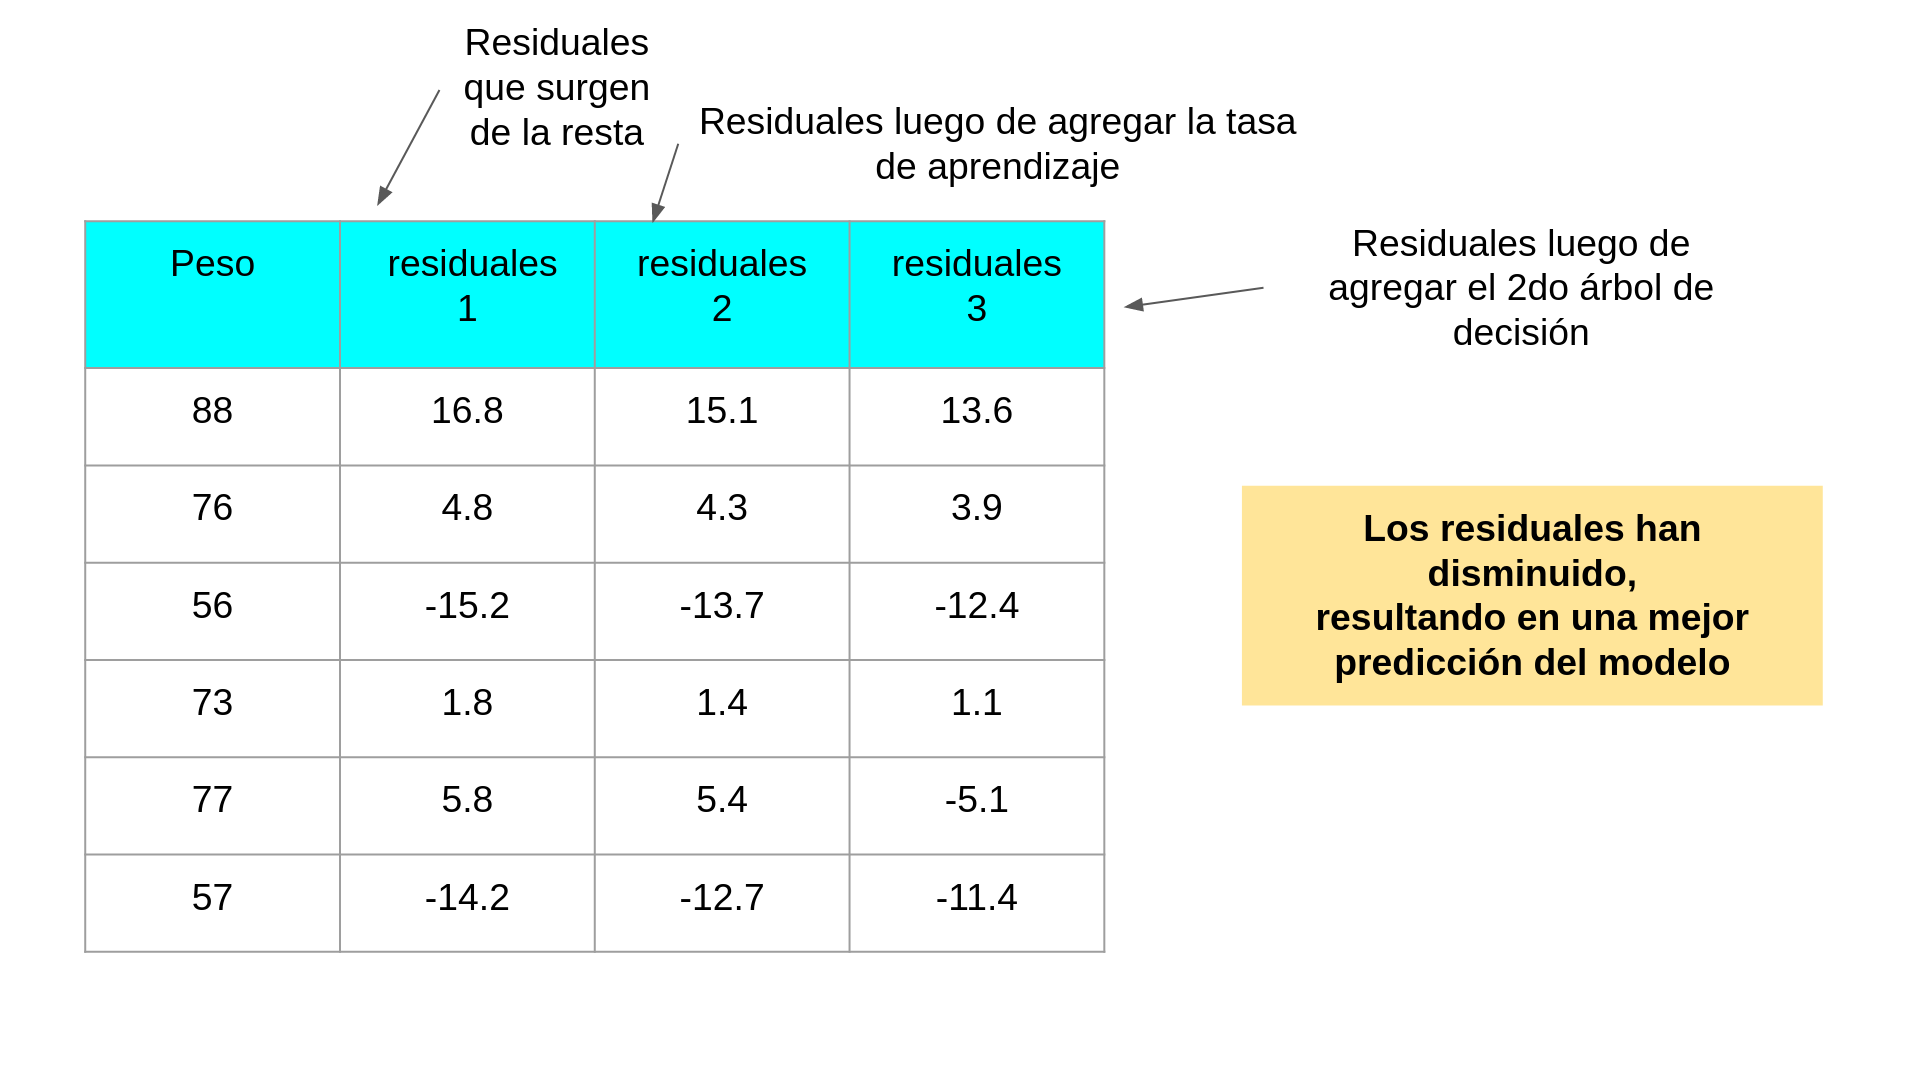 Residuales
que surgen
de la resta
Residuales luego de agregar la tasa
de aprendizaje
Residuales luego de
agregar el 2do árbol de
decisión
Peso residuales residuales residuales
1 2 3
88 16.8 15.1 13.6
76 4.8 4.3 3.9
56 -15.2 -13.7 -12.4
73 1.8 1.4 1.1
77 5.8 5.4 -5.1
57 -14.2 -12.7 -11.4
Los residuales han
disminuido,
resultando en una mejor
predicción del modelo